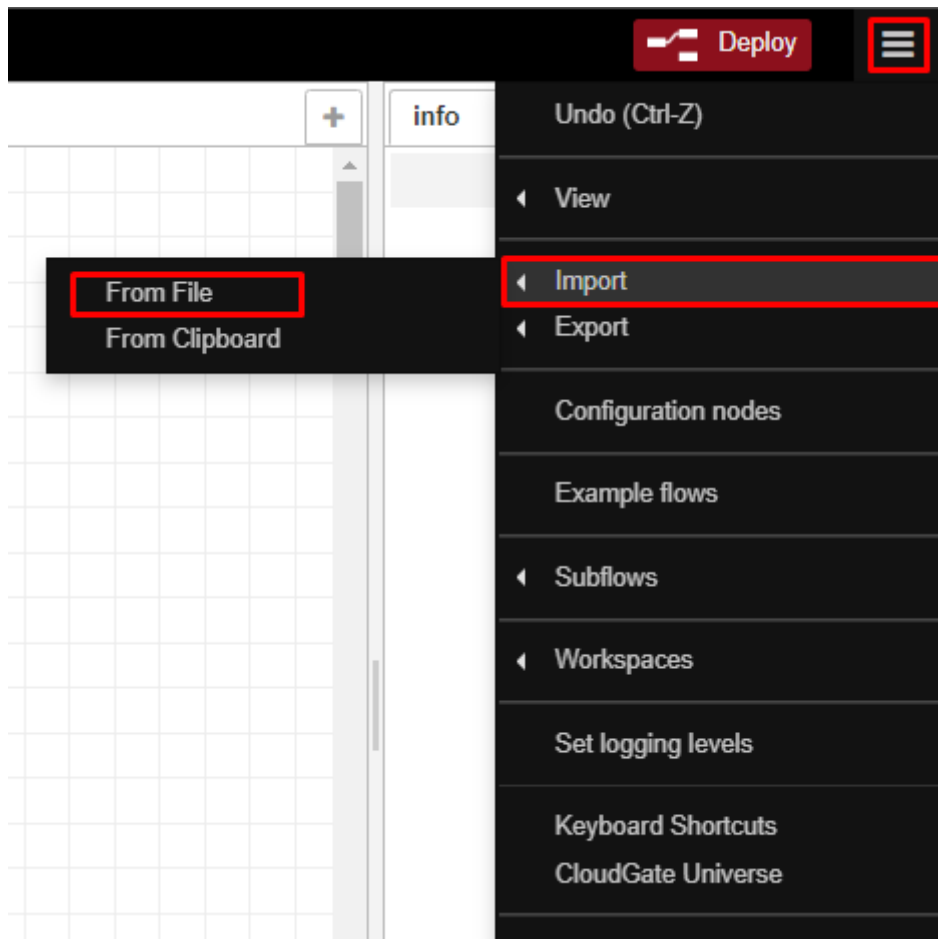 Deploy
+
info
Undo (Ctrl-Z)
View
Import
From File
From Clipboard
Export
Configuration nodes
Example flows
Subflows
Workspaces
Set logging levels
Keyboard Shortcuts
CloudGate Universe